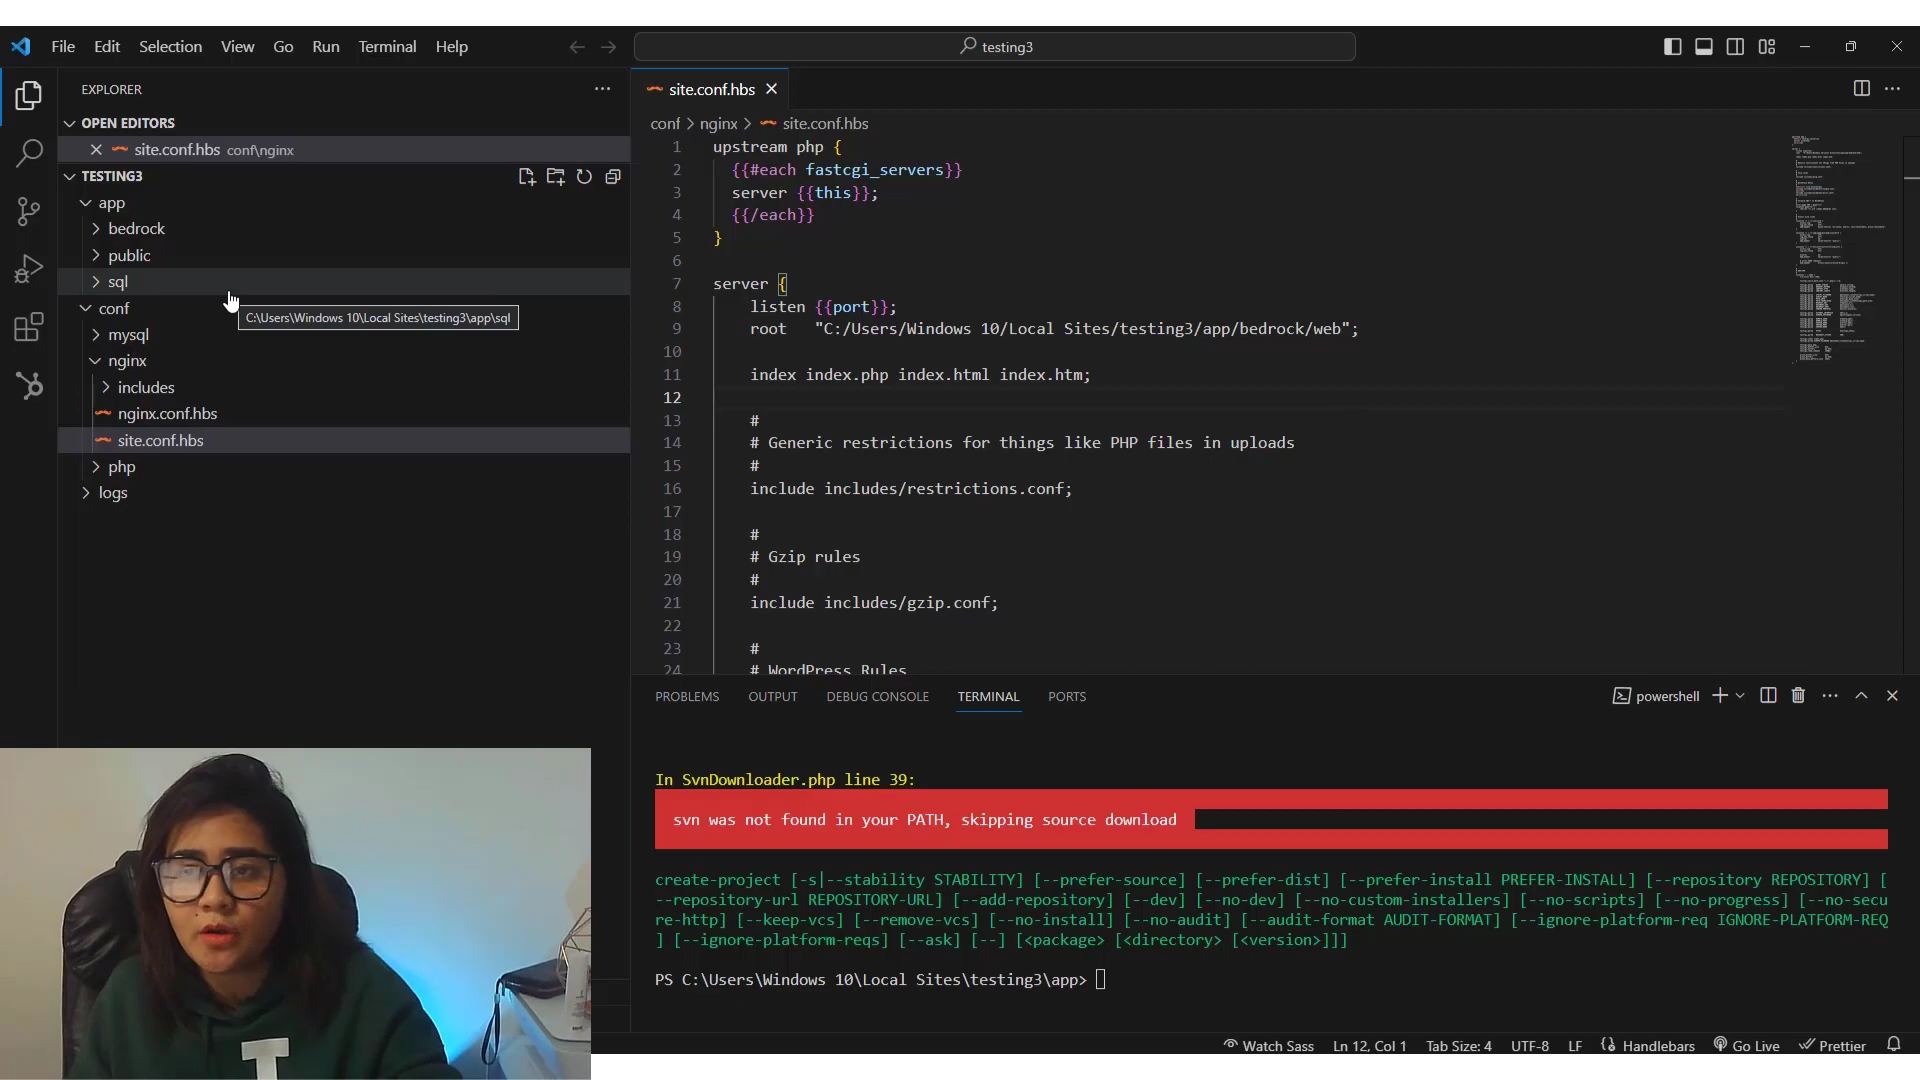 File Edit Selection View Go Run Terminal Help
testing3
EXPLORER
OPEN EDITORS
site.conf.hbs conf\nginx
TESTING3
app
bedrock
public
sql
C:\Users\Windows 10\Local Sites\testing3\app\sql
conf
mysql
nginx
includes
nginx.conf.hbs
site.conf.hbs
php
logs
site.conf.hbs
conf > nginx > site.conf.hbs
1 upstream php {
2 {{#each fastcgi_servers}}
3 server {{this}};
4 {{/each}}
5 }
6
7 server {
8 listen {{port}};
9 root "C:/Users/Windows 10/Local Sites/testing3/app/bedrock/web";
10
11 index index.php index.html index.htm;
12
13 #
14 # Generic restrictions for things like PHP files in uploads
15 #
16 include includes/restrictions.conf;
17
18 #
19 # Gzip rules
20 #
21 include includes/gzip.conf;
22
23 #
24 # WordPress Rules
PROBLEMS OUTPUT DEBUG CONSOLE TERMINAL PORTS
powershell
In SvnDownloader.php line 39:
svn was not found in your PATH, skipping source download
create-project [-s|--stability STABILITY] [--prefer-source] [--prefer-dist] [--prefer-install PREFER-INSTALL] [--repository REPOSITORY] [
--repository-url REPOSITORY-URL] [--add-repository] [--dev] [--no-dev] [--no-custom-installers] [--no-scripts] [--no-progress] [--no-secu
re-http] [--keep-vcs] [--remove-vcs] [--no-install] [--no-audit] [--audit-format AUDIT-FORMAT] [--ignore-platform-req IGNORE-PLATFORM-REQ
] [--ignore-platform-reqs] [--ask] [--] [<package> [<directory> [<version>]]]
PS C:\Users\Windows 10\Local Sites\testing3\app>
Watch Sass Ln 12, Col 1 Tab Size: 4 UTF-8 LF Handlebars Go Live Prettier